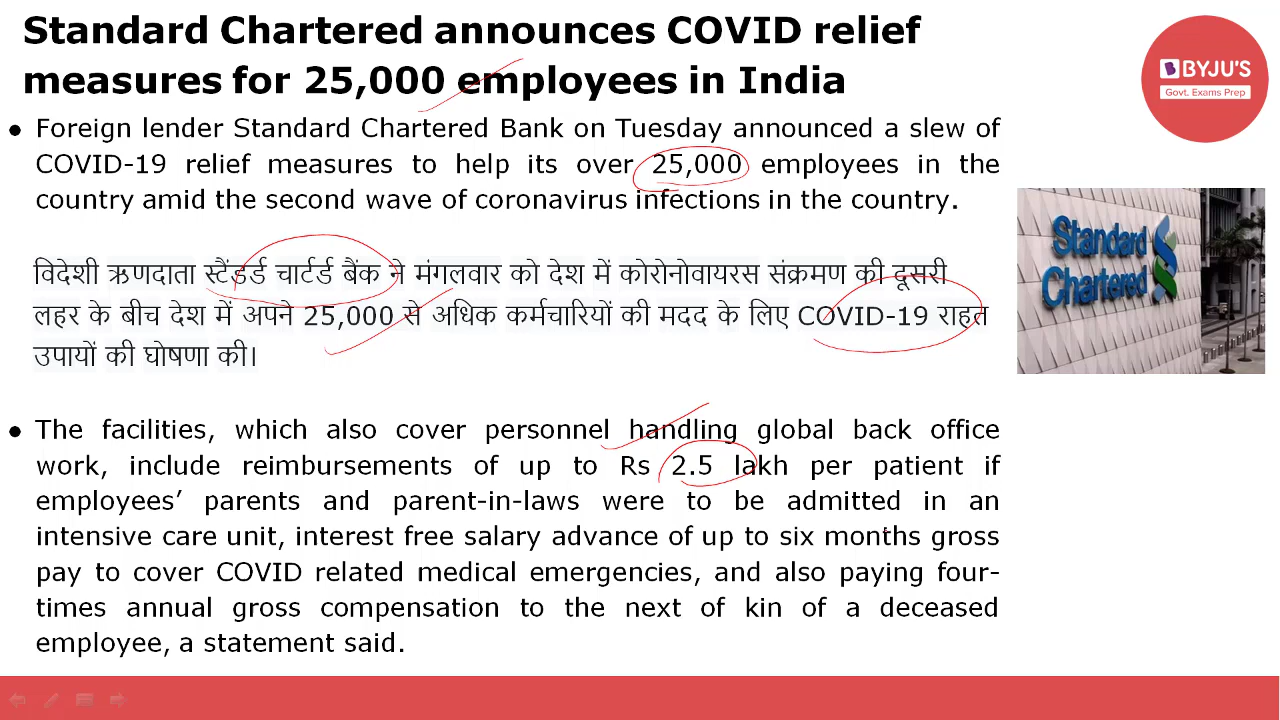 Standard Chartered announces COVID relief
measures for 25,000 employees in India
BYJU'S
Govt. Exams Prep
● Foreign lender Standard Chartered Bank on Tuesday announced a slew of
COVID-19 relief measures to help its over 25,000 employees in the
country amid the second wave of coronavirus infections in the country.
विदेशी ऋणदाता स्टैंडर्ड चार्टर्ड बैंक ने मंगलवार को देश में कोरोनोवायरस संक्रमण की दूसरी
लहर के बीच देश में अपने 25,000 से अधिक कर्मचारियों की मदद के लिए COVID-19 राहत
उपायों की घोषणा की।
Standard
Chartered
● The facilities, which also cover personnel handling global back office
work, include reimbursements of up to Rs 2.5 lakh per patient if
employees’ parents and parent-in-laws were to be admitted in an
intensive care unit, interest free salary advance of up to six months gross
pay to cover COVID related medical emergencies, and also paying four-
times annual gross compensation to the next of kin of a deceased
employee, a statement said.